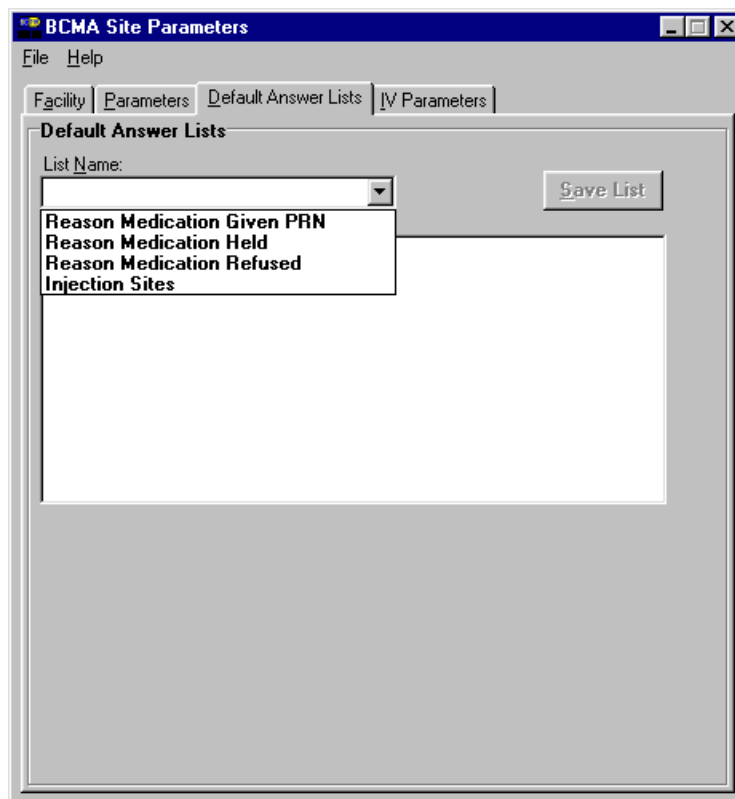 BCMA Site Parameters
File Help
Facility Parameters Default Answer Lists IV Parameters
Default Answer Lists
List Name:
Save List
Reason Medication Given PRN
Reason Medication Held
Reason Medication Refused
Injection Sites